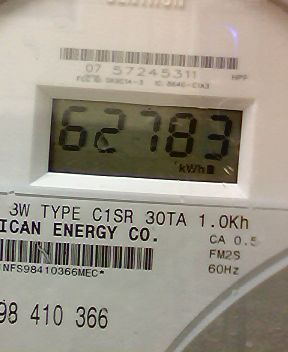 CENTRON
07 57245311
62783
kWh
3W TYPE C1SR 30TA 1.0Kh
ICAN ENERGY CO.
CA 0.5
FM2S
NFS98410366MEC*
60Hz
98 410 366